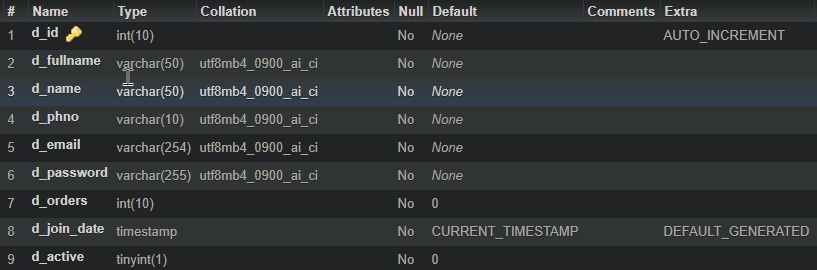 # Name Type Collation Attributes Null Default Comments Extra
1 d_id int(10) No None AUTO_INCREMENT
2 d_fullname varchar(50) utf8mb4_0900_ai_ci No None
3 d_name varchar(50) utf8mb4_0900_ai_ci No None
4 d_phno varchar(10) utf8mb4_0900_ai_ci No None
5 d_email varchar(254) utf8mb4_0900_ai_ci No None
6 d_password varchar(255) utf8mb4_0900_ai_ci No None
7 d_orders int(10) No 0
8 d_join_date timestamp No CURRENT_TIMESTAMP DEFAULT_GENERATED
9 d_active tinyint(1) No 0